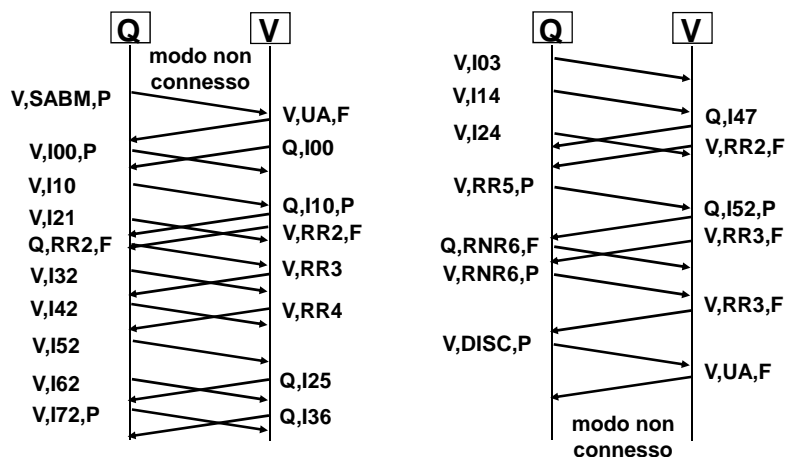 Q
V
modo non
connesso
V,SABM,P
V,UA,F
V,I00,P
Q,I00
V,I10
Q,I10,P
V,I21
V,RR2,F
Q,RR2,F
V,RR3
V,I32
V,I42
V,RR4
V,I52
V,I62
Q,I25
V,I72,P
Q,I36
Q
V
V,I03
V,I14
Q,I47
V,I24
V,RR2,F
V,RR5,P
Q,I52,P
V,RR3,F
Q,RNR6,F
V,RNR6,P
V,RR3,F
V,DISC,P
V,UA,F
modo non
connesso